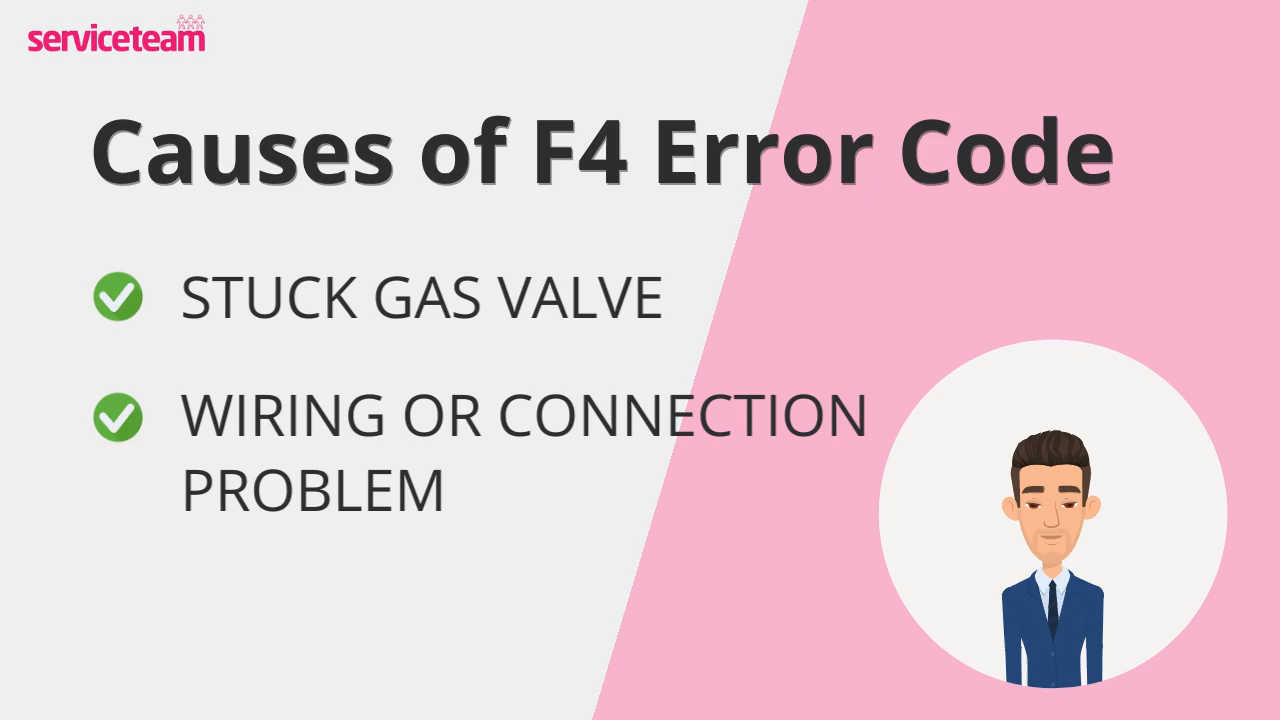 serviceteam
Causes of F4 Error Code
STUCK GAS VALVE
WIRING OR CONNECTION
PROBLEM